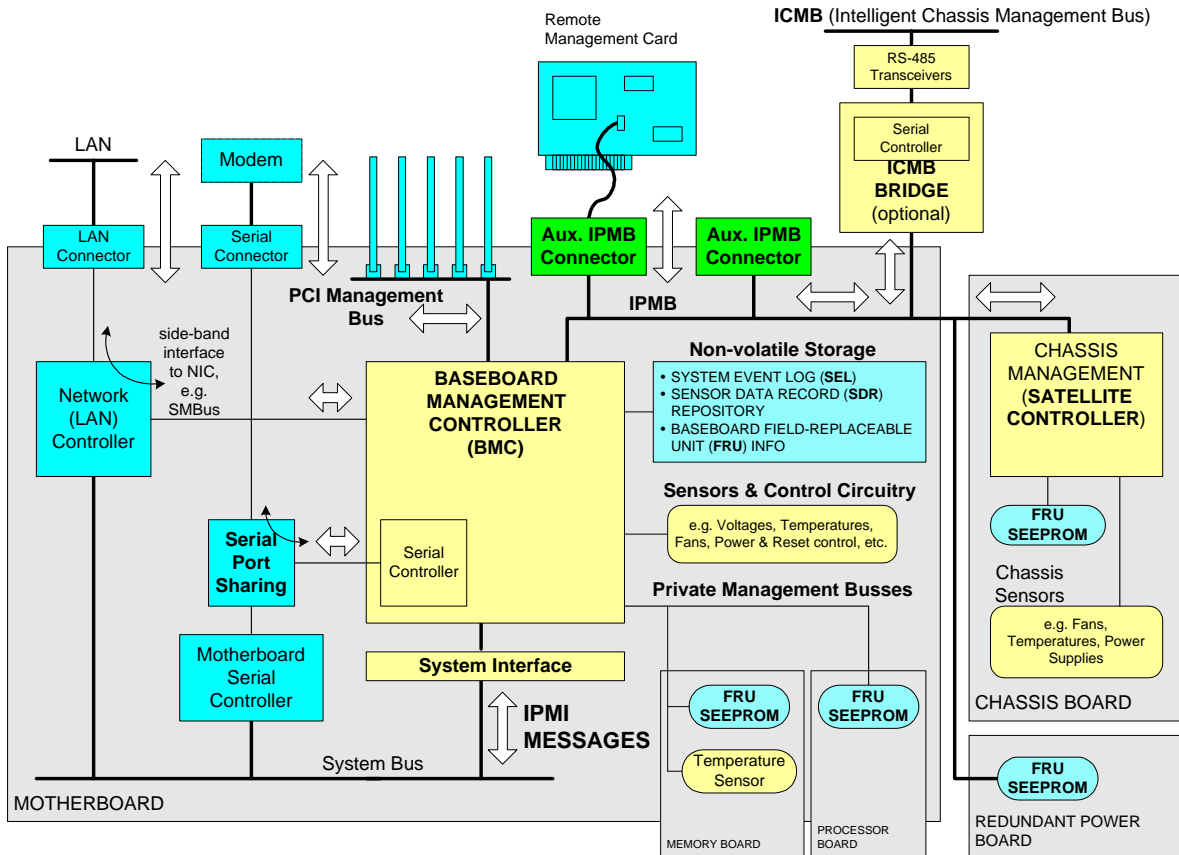 ICMB (Intelligent Chassis Management Bus)
Remote
Management Card
RS-485
Transceivers
Serial
Controller
ICMB
BRIDGE
(optional)
LAN
Modem
LAN
Connector
Serial
Connector
Aux. IPMB
Connector
Aux. IPMB
Connector
PCI Management
Bus
IPMB
side-band
interface
to NIC,
e.g.
SMBus
Network
(LAN)
Controller
BASEBOARD
MANAGEMENT
CONTROLLER
(BMC)
Non-volatile Storage
• SYSTEM EVENT LOG (SEL)
• SENSOR DATA RECORD (SDR)
REPOSITORY
• BASEBOARD FIELD-REPLACEABLE
UNIT (FRU) INFO
CHASSIS
MANAGEMENT
(SATELLITE
CONTROLLER)
Sensors & Control Circuitry
e.g. Voltages, Temperatures,
Fans, Power & Reset control, etc.
FRU
SEEPROM
Serial
Port
Sharing
Serial
Controller
Private Management Busses
Chassis
Sensors
e.g. Fans,
Temperatures, Power
Supplies
Motherboard
Serial
Controller
System Interface
FRU
SEEPROM
FRU
SEEPROM
CHASSIS BOARD
IPMI
MESSAGES
Temperature
Sensor
System Bus
FRU
SEEPROM
MOTHERBOARD
MEMORY BOARD
PROCESSOR
BOARD
REDUNDANT POWER
BOARD